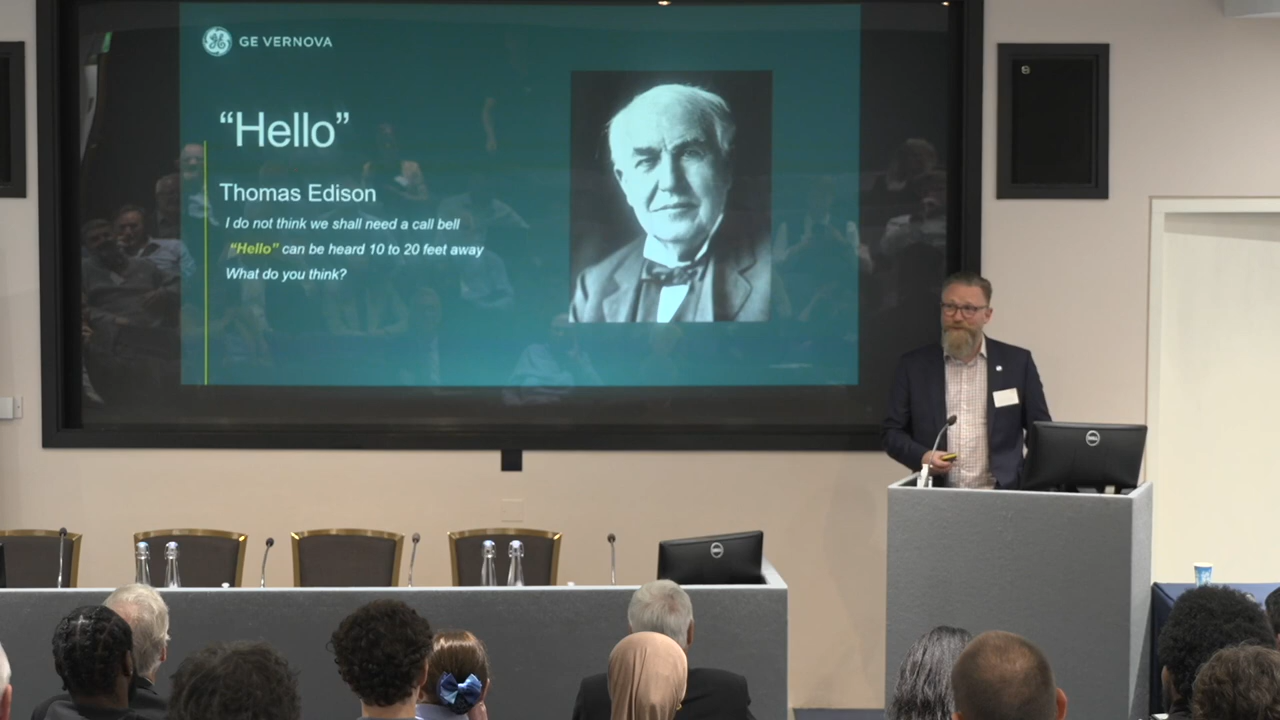 GE VERNOVA
“Hello”
Thomas Edison
I do not think we shall need a call bell
“Hello” can be heard 10 to 20 feet away
What do you think?
DELL
DELL